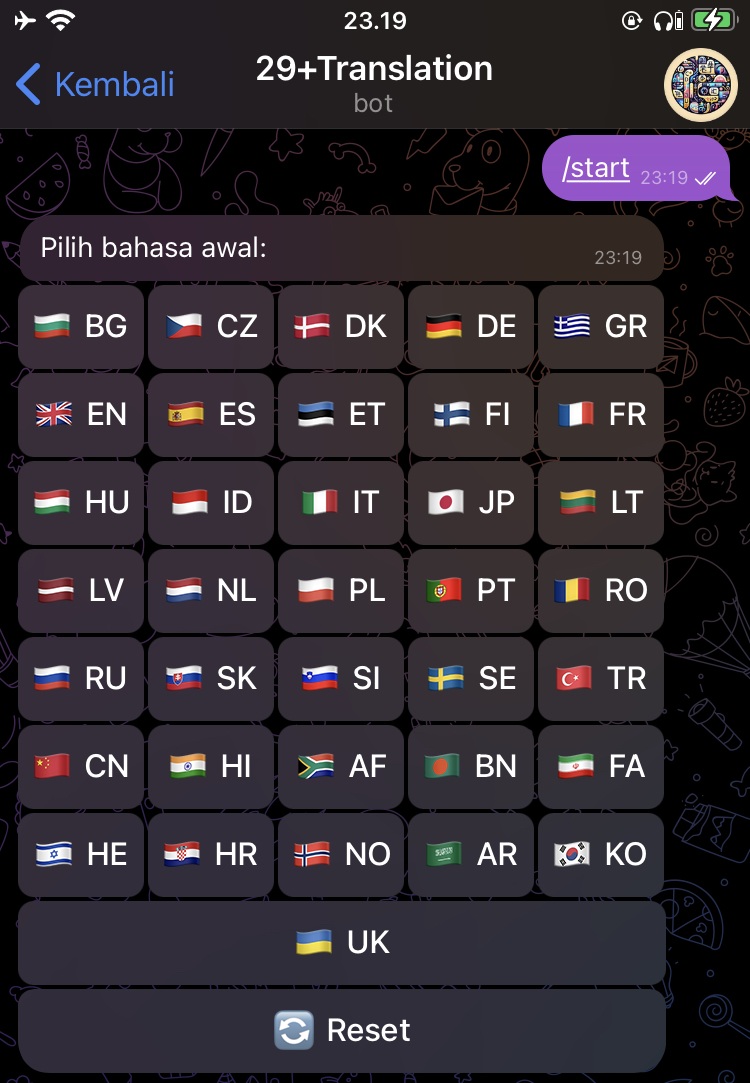 23.19
Kembali
29+Translation
bot
/start 23:19
Pilih bahasa awal:
23:19
BG CZ DK DE GR
EN ES ET FI FR
HU ID IT JP LT
LV NL PL PT RO
RU SK SI SE TR
CN HI AF BN FA
HE HR NO AR KO
UK
Reset